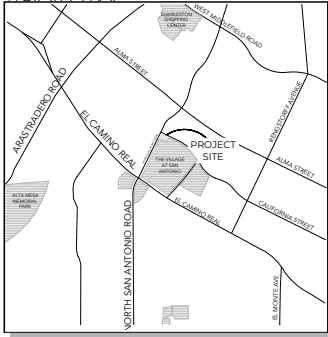 CHARLESTON
SHOPPING
CENTER
WEST MIDDLEFIELD ROAD
ALMA STREET
ARASTRADERO ROAD
RENGSTORFF AVENUE
EL CAMINO REAL
PROJECT
SITE
THE VILLAGE
AT SAN
ANTONIO
ALMA STREET
ALTA MESA
MEMORIAL
PARK
EL CAMINO REAL
CALIFORNIA STREET
NORTH SAN ANTONIO ROAD
EL MONTE AVE